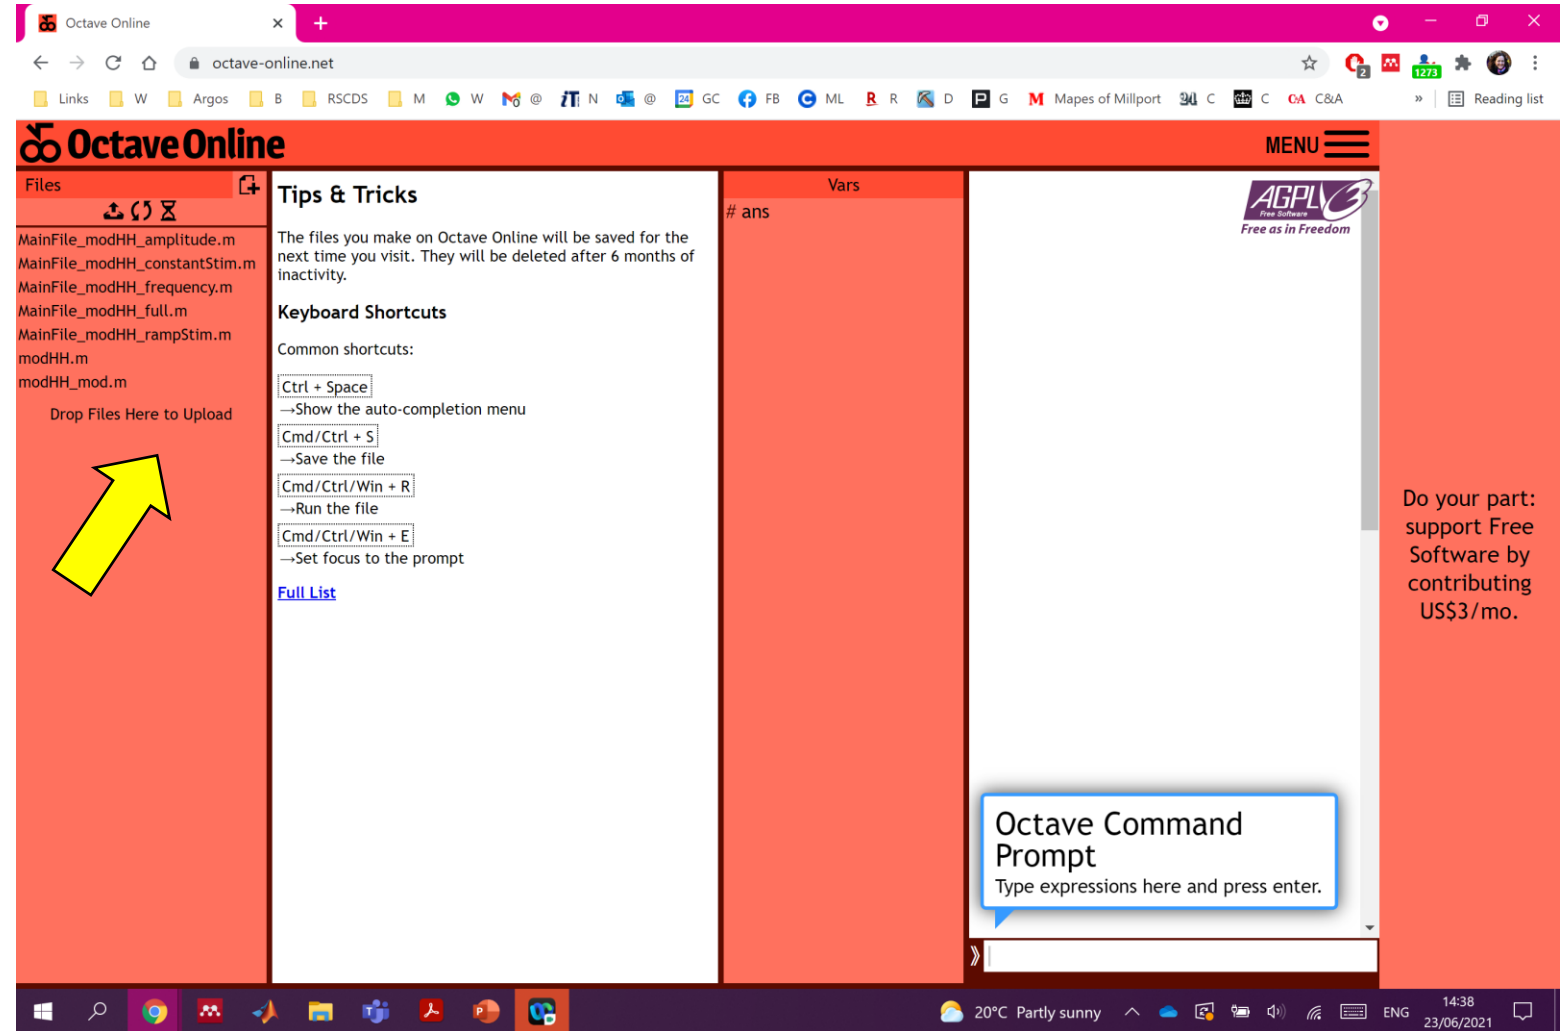 Octave Online
octave-online.net
2
1273
Links
W
Argos
B
RSCDS
M
W
@
N
@
24
GC
FB
ML
R
D
G
Mapes of Millport
C
C
C&A
»
Reading list
Octave Online
MENU
Files
MainFile_modHH_amplitude.m
MainFile_modHH_constantStim.m
MainFile_modHH_frequency.m
MainFile_modHH_full.m
MainFile_modHH_rampStim.m
modHH.m
modHH_mod.m
Drop Files Here to Upload
Tips & Tricks
The files you make on Octave Online will be saved for the
next time you visit. They will be deleted after 6 months of
inactivity.
Keyboard Shortcuts
Common shortcuts:
Ctrl + Space
→Show the auto-completion menu
Cmd/Ctrl + S
→Save the file
Cmd/Ctrl/Win + R
→Run the file
Cmd/Ctrl/Win + E
→Set focus to the prompt
Full List
Vars
# ans
AGPLV3
Free Software
Free as in Freedom
Octave Command
Prompt
Type expressions here and press enter.
Do your part:
support Free
Software by
contributing
US$3/mo.
20°C Partly sunny
ENG
14:38
23/06/2021